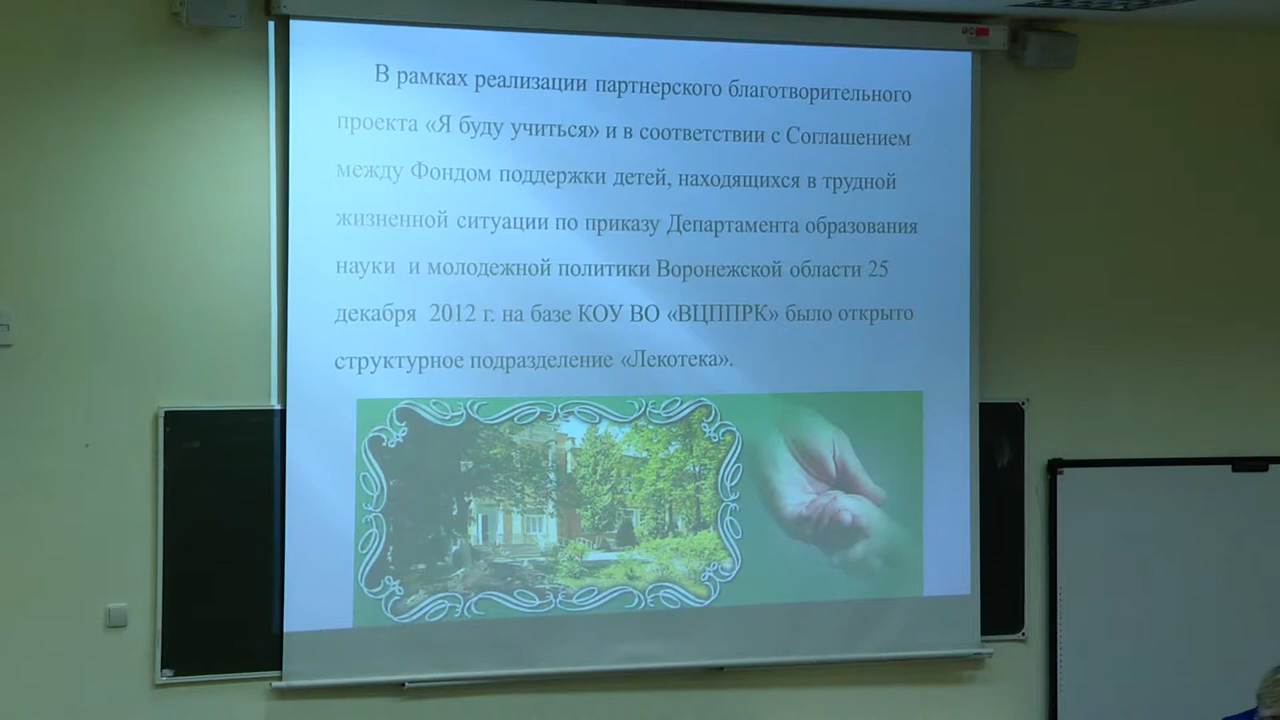 В рамках реализации партнерского благотворительного
проекта «Я буду учиться» и в соответствии с Соглашением
между Фондом поддержки детей, находящихся в трудной
жизненной ситуации по приказу Департамента образования
науки и молодежной политики Воронежской области 25
декабря 2012 г. на базе КОУ ВО «ВЦППРК» было открыто
структурное подразделение «Лекотека».